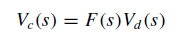 V_c(s) = F(s)V_d(s)